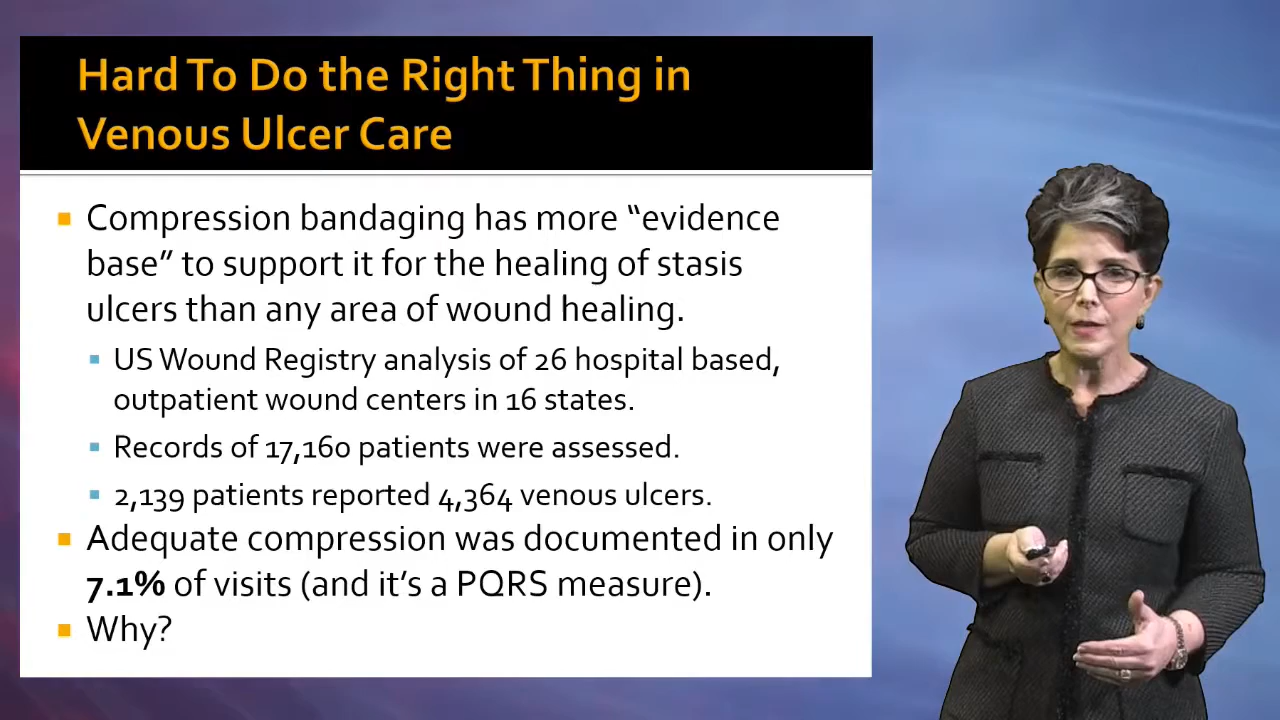 Hard To Do the Right Thing in
Venous Ulcer Care
Compression bandaging has more “evidence
base” to support it for the healing of stasis
ulcers than any area of wound healing.
US Wound Registry analysis of 26 hospital based,
outpatient wound centers in 16 states.
Records of 17,160 patients were assessed.
2,139 patients reported 4,364 venous ulcers.
Adequate compression was documented in only
7.1% of visits (and it’s a PQRS measure).
Why?